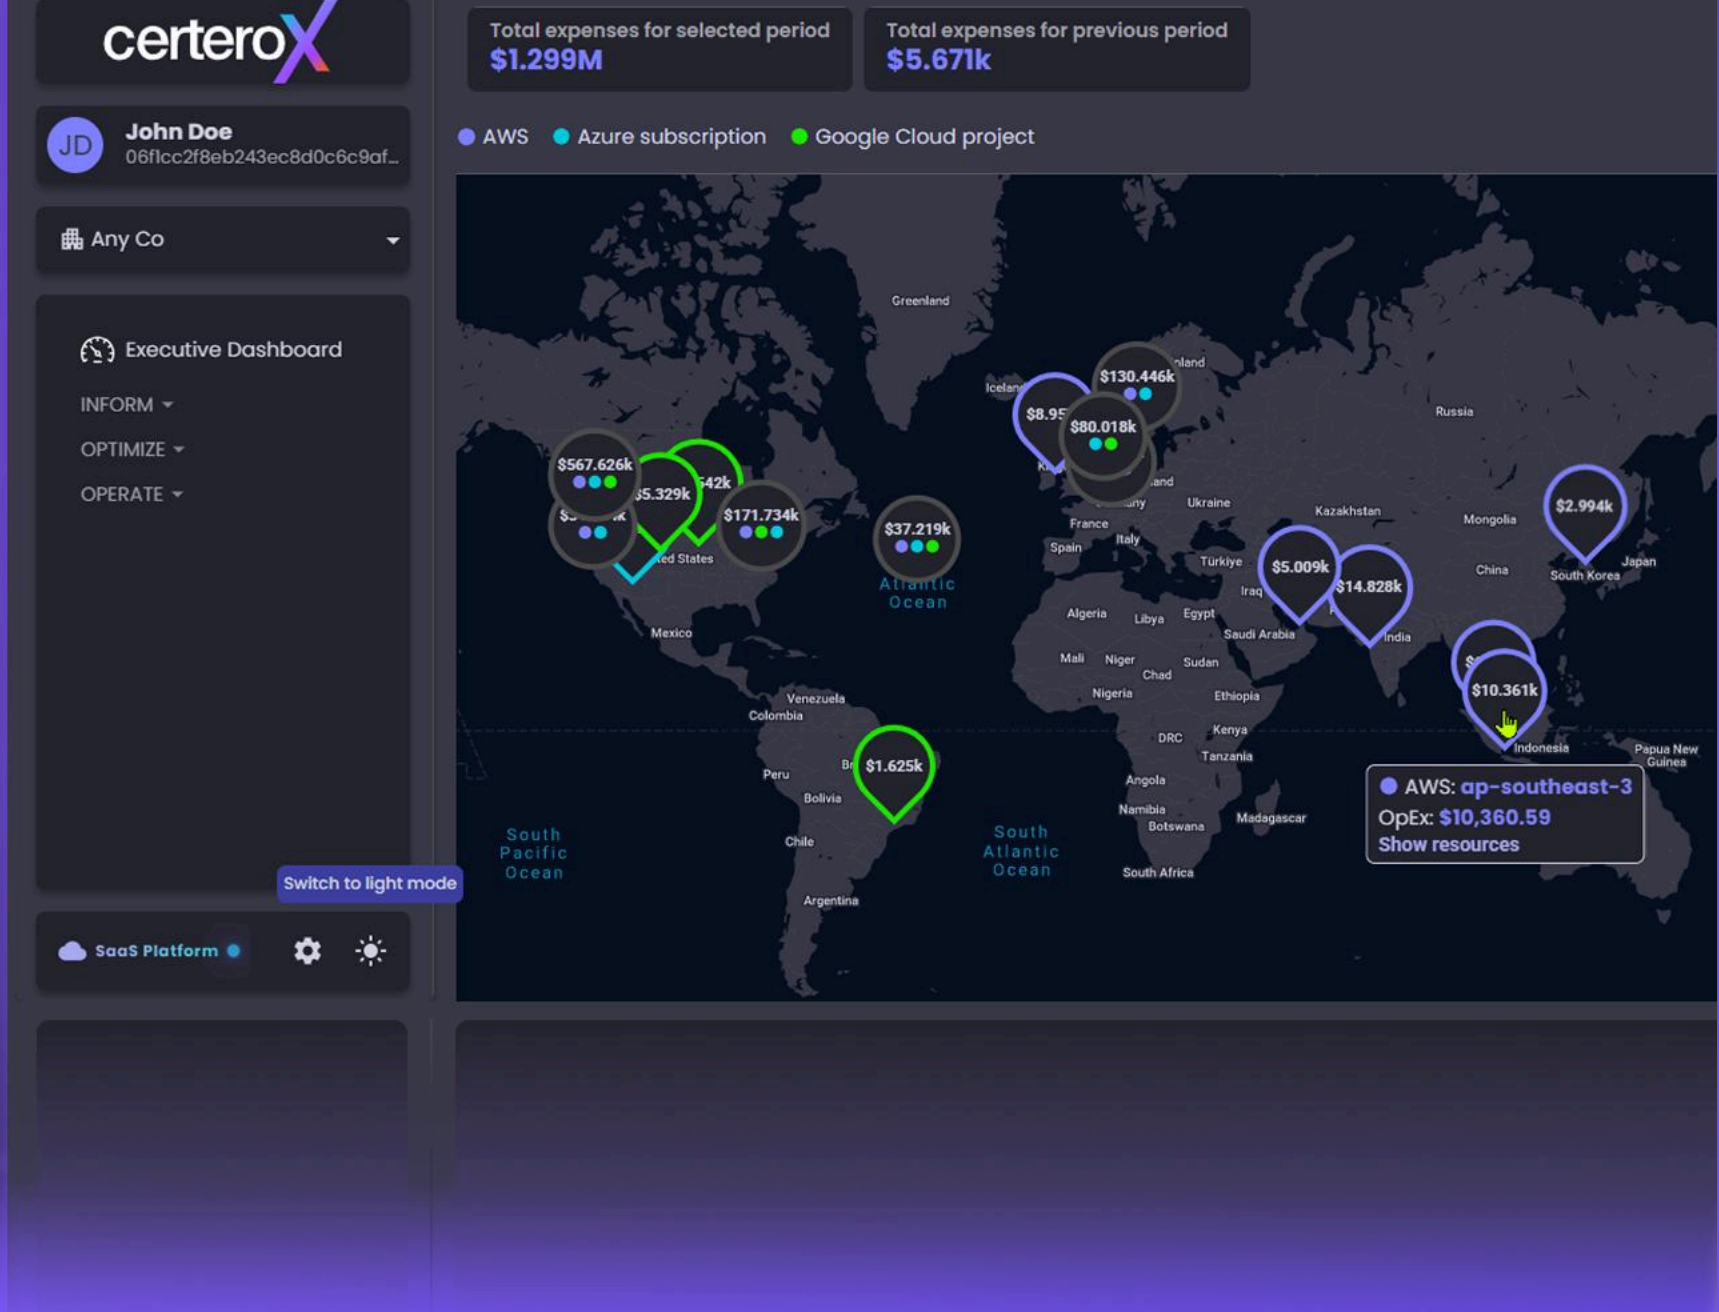 certeroX
Total expenses for selected period
$1.299M
Total expenses for previous period
$5.671k
John Doe
06f1cc2f8eb243ec8d0c6c9af...
JD
AWS
Azure subscription
Google Cloud project
Any Co
Executive Dashboard
INFORM
OPTIMIZE
OPERATE
Switch to light mode
SaaS Platform
Greenland
$130.446k
$80.018k
Russia
$567.626k
$5.329k
$171.734k
$37.219k
Atlantic
Ocean
Mexico
Ukraine
Kazakhstan
Mongolia
$2.994k
France
Italy
Spain
Türkiye
China
South Korea
Japan
$5.009k
$14.828k
Iraq
Algeria
Libya
Egypt
Saudi Arabia
India
Mali
Niger
Chad
Sudan
Nigeria
Ethiopia
$10.361k
Venezuela
Colombia
Kenya
DRC
Tanzania
Indonesia
Papua New
Guinea
$1.625k
Peru
Bolivia
Angola
Namibia
Botswana
Madagascar
AWS: ap-southeast-3
OpEx: $10,360.59
Show resources
South
Pacific
Ocean
South
Atlantic
Ocean
Chile
South Africa
Argentina